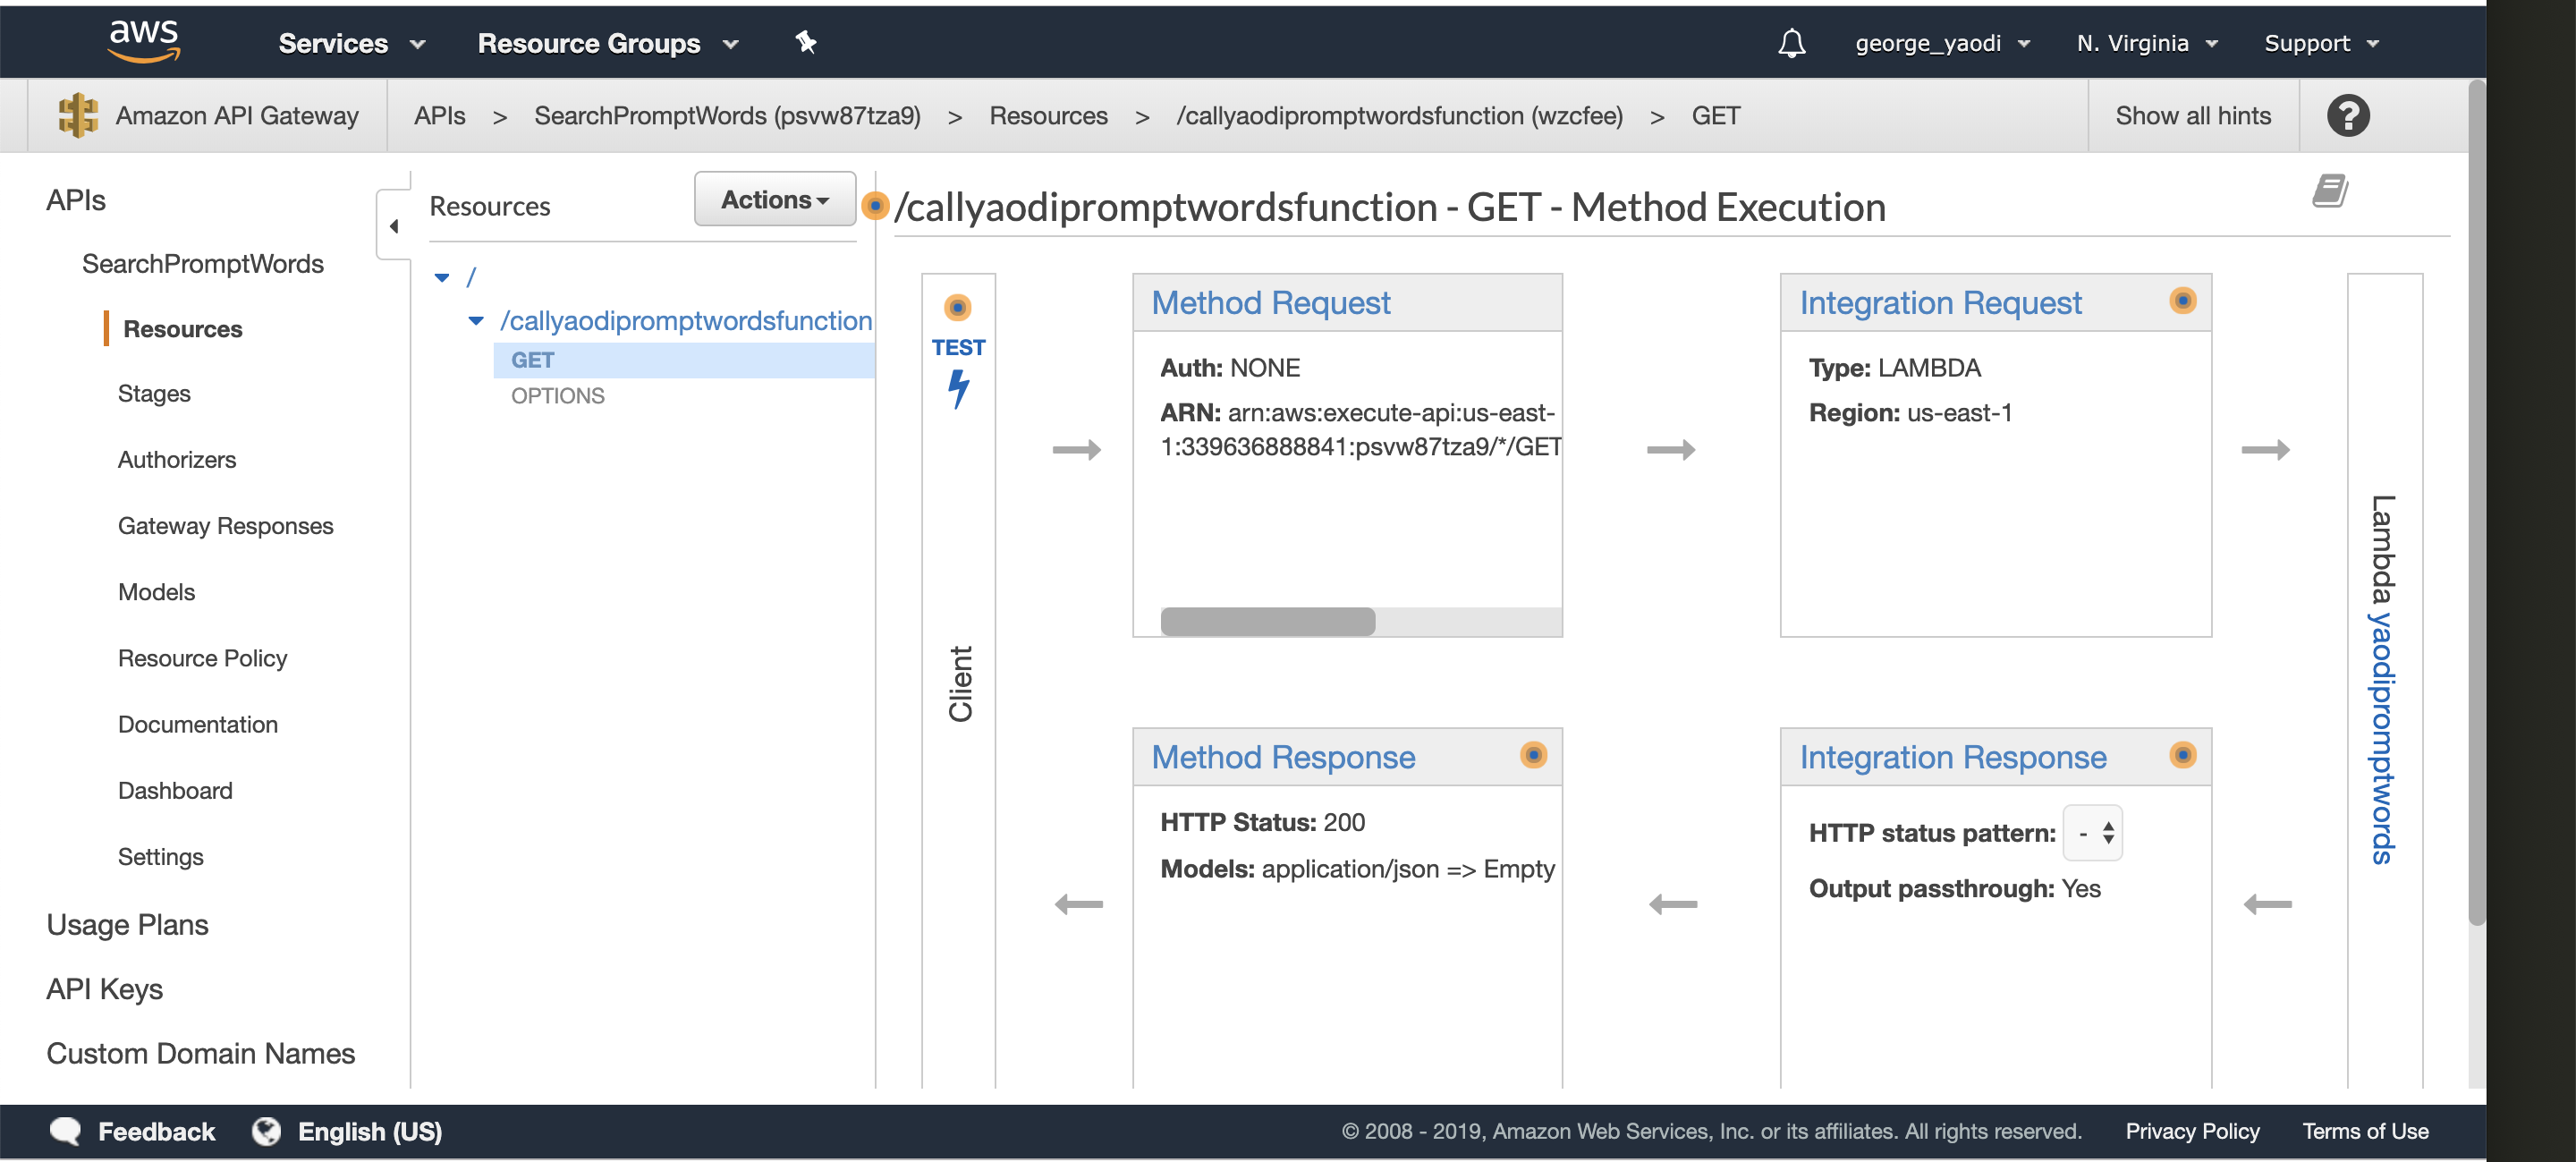 aws
Services
Resource Groups
george_yaodi
N. Virginia
Support
Amazon API Gateway
APIs > SearchPromptWords (psvw87tza9) > Resources > /callyaodipromptwordsfunction (wzcfee) > GET
Show all hints
?
APIs
SearchPromptWords
Resources
Stages
Authorizers
Gateway Responses
Models
Resource Policy
Documentation
Dashboard
Settings
Usage Plans
API Keys
Custom Domain Names
Resources
Actions
/
/callyaodipromptwordsfunction
GET
OPTIONS
/callyaodipromptwordsfunction - GET - Method Execution
TEST
Client
Method Request
Auth: NONE
ARN: arn:aws:execute-api:us-east-
1:339636888841:psvw87tza9/*/GET
Integration Request
Type: LAMBDA
Region: us-east-1
Lambda yaodipromptwords
Method Response
HTTP Status: 200
Models: application/json => Empty
Integration Response
HTTP status pattern: -
Output passthrough: Yes
Feedback
English (US)
© 2008 - 2019, Amazon Web Services, Inc. or its affiliates. All rights reserved.
Privacy Policy
Terms of Use